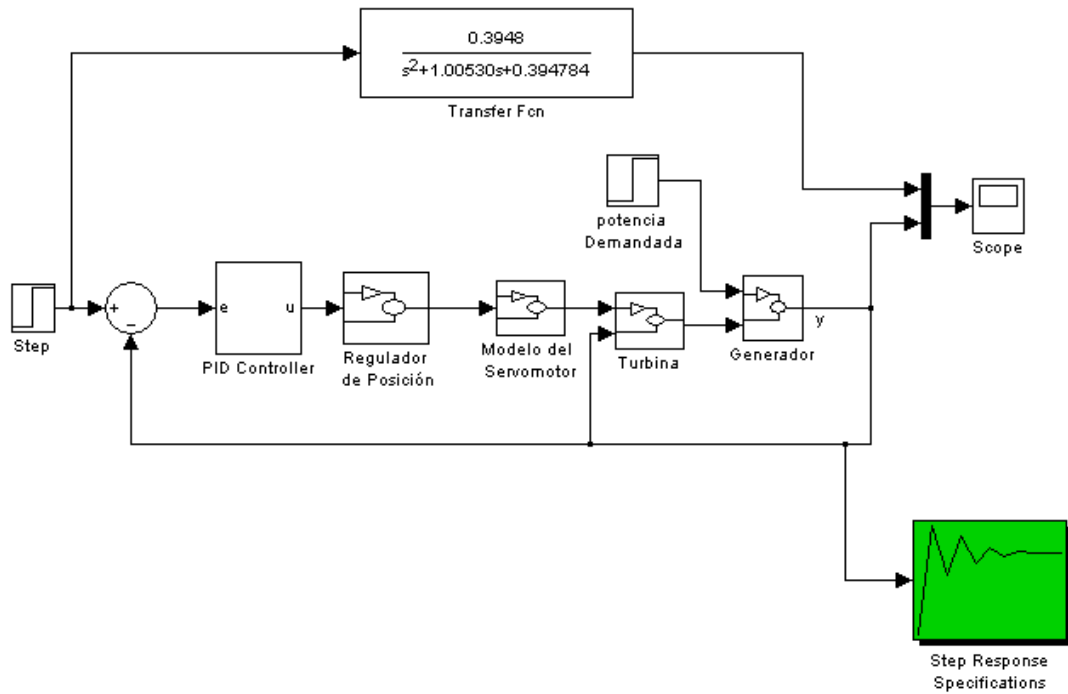 0.3948
s2+1.00530s+0.394784
Transfer Fcn
potencia
Demandada
Scope
+
−
e
u
Step
PID Controller
Regulador
de Posición
Modelo del
Servomotor
Turbina
Generador
y
Step Response
Specifications